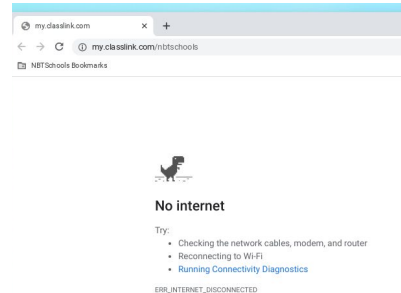 my.classlink.com
my.classlink.com/nbtschools
NBTSchools Bookmarks
No internet
Try:
• Checking the network cables, modem, and router
• Reconnecting to Wi-Fi
• Running Connectivity Diagnostics
ERR_INTERNET_DISCONNECTED